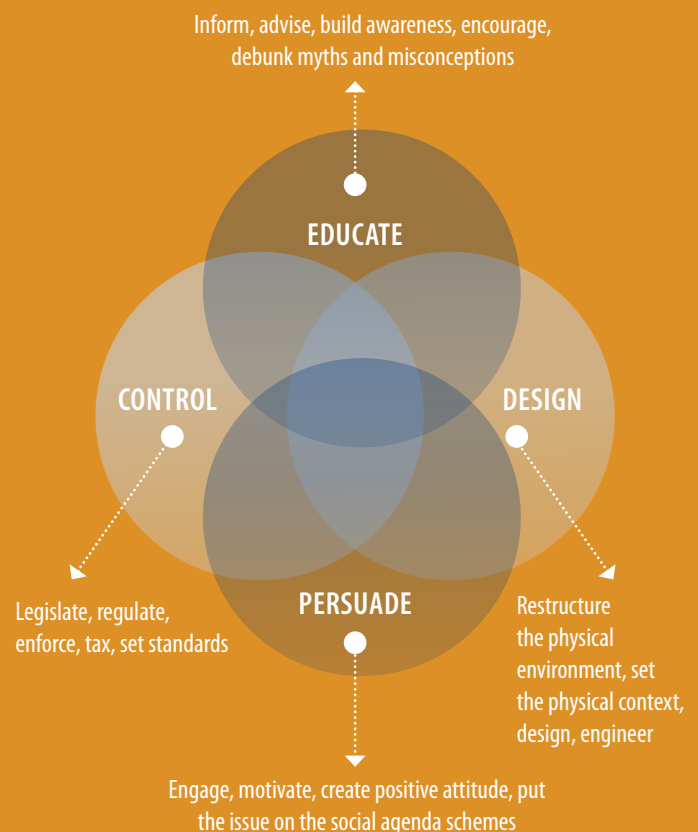 Inform, advise, build awareness, encourage,
debunk myths and misconceptions
EDUCATE
CONTROL
DESIGN
PERSUADE
Legislate, regulate,
enforce, tax, set standards
Restructure
the physical
environment, set
the physical context,
design, engineer
Engage, motivate, create positive attitude, put
the issue on the social agenda schemes